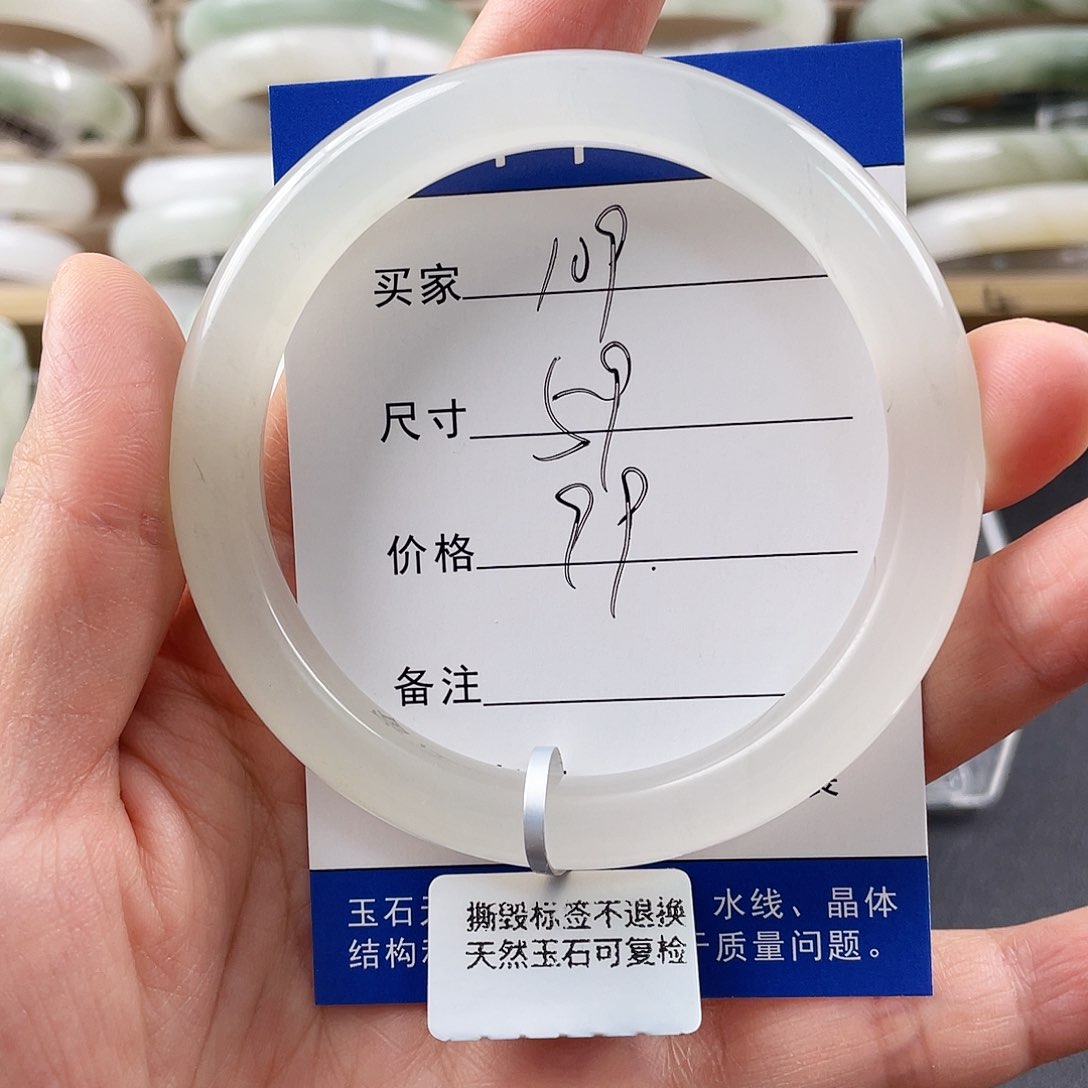 买家 109
尺寸 59
价格
备注
玉石 水线、晶体
结构 质量问题。
撕毁标签不退换
天然玉石可复检